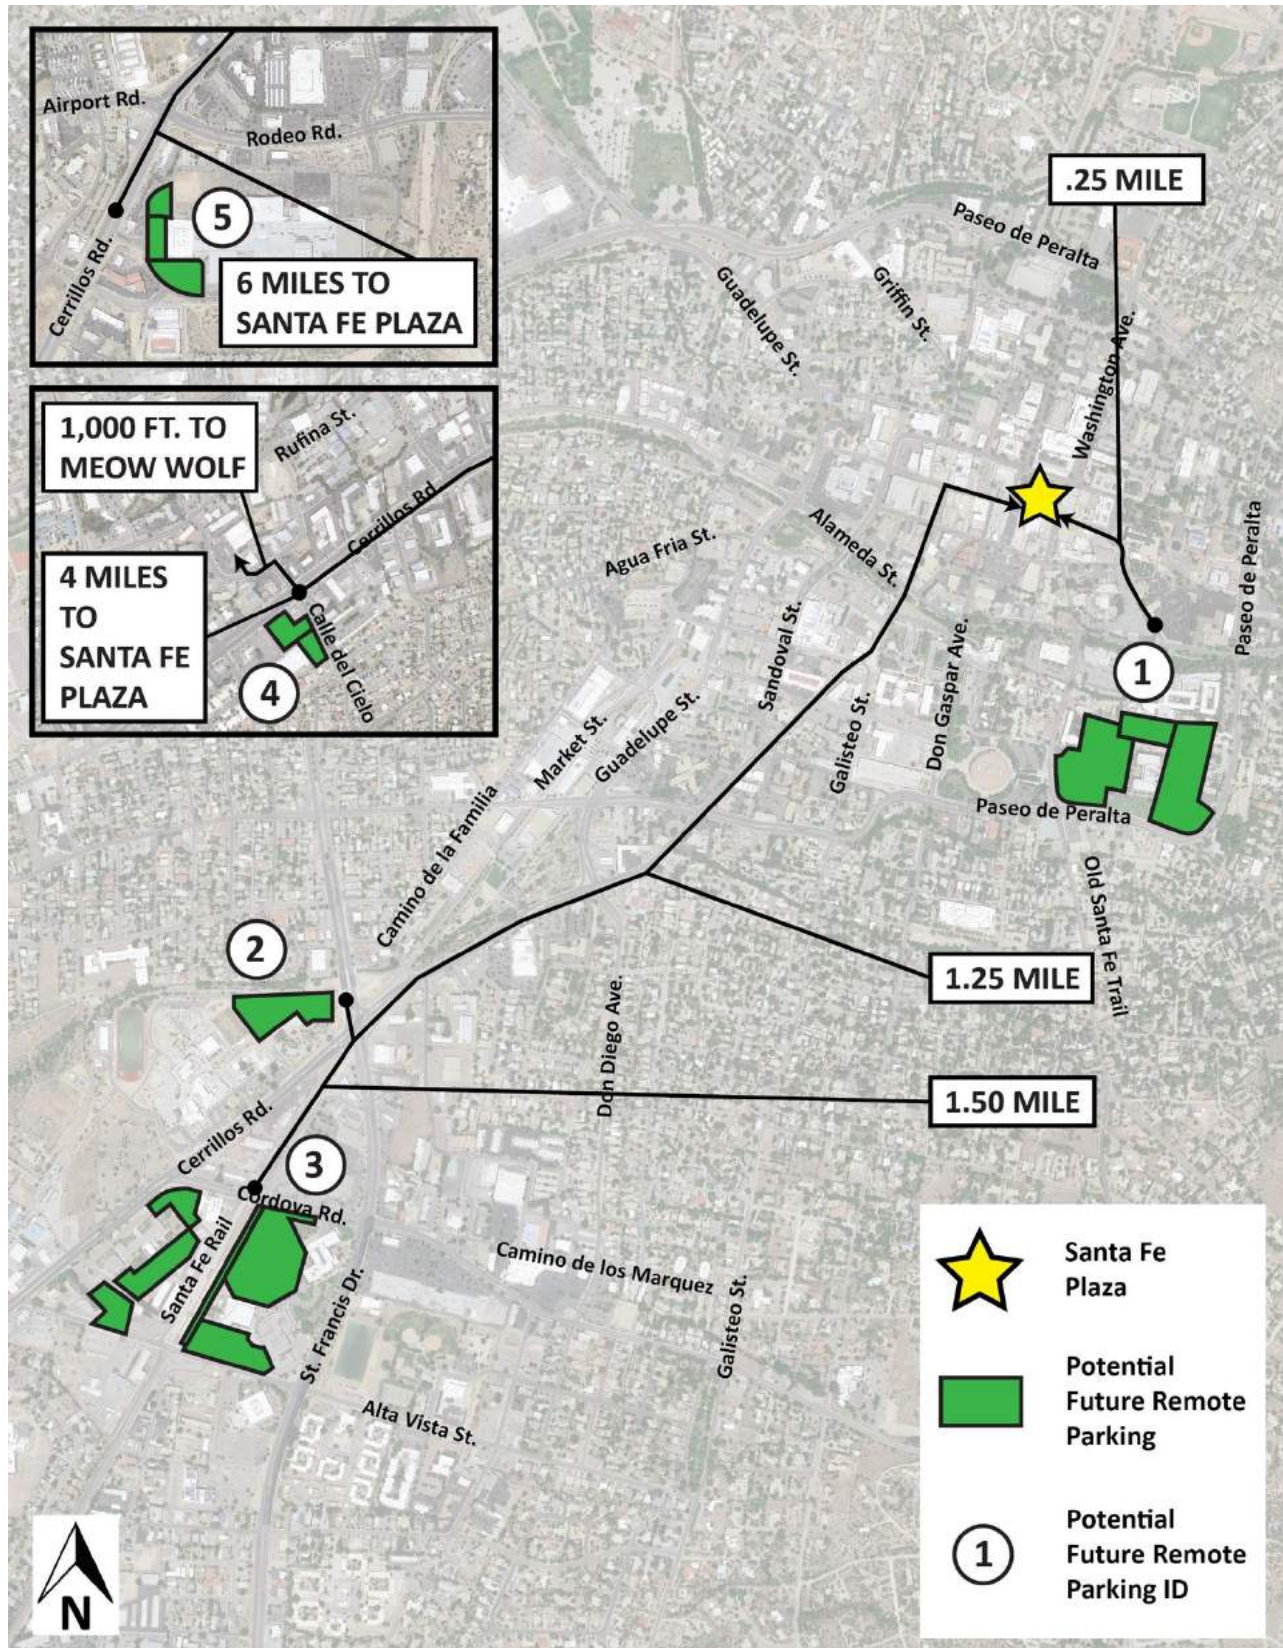 Airport Rd.
Rodeo Rd.
Cerrillos Rd.
5
6 MILES TO
SANTA FE PLAZA
1,000 FT. TO
MEOW WOLF
Rufina St.
Cerrillos Rd
4 MILES
TO
SANTA FE
PLAZA
Calle del Cielo
4
.25 MILE
Paseo de Peralta
Guadelupe St.
Griffin St.
Washington Ave.
Paseo de Peralta
Agua Fria St.
Alameda St.
Sandoval St.
Don Gaspar Ave.
1
Galisteo St.
Market St.
Guadelupe St.
Paseo de Peralta
Camino de la Familia
Old Santa Fe Trail
2
1.25 MILE
Don Diego Ave.
1.50 MILE
Cerrillos Rd.
3
Cordova Rd.
Santa Fe Rail
Camino de los Marquez
St. Francis Dr.
Galisteo St.
Alta Vista St.
Santa Fe
Plaza
Potential
Future Remote
Parking
1
Potential
Future Remote
Parking ID
N